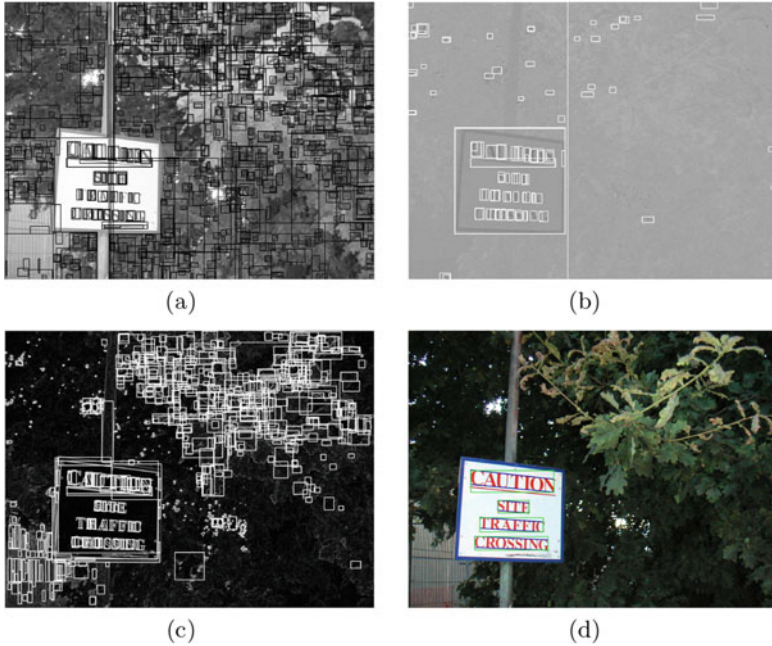 (a)
(b)
CAUTION
SITE
TRAFFIC
CROSSING
(c)
CAUTION
SITE
TRAFFIC
CROSSING
(d)